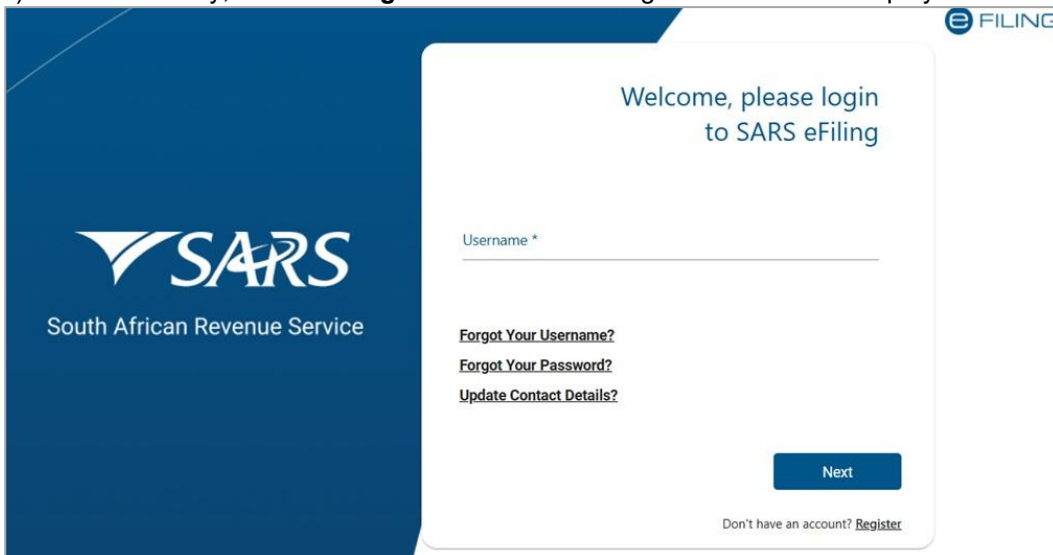 e FILING
Welcome, please login
to SARS eFiling
SARS
South African Revenue Service
Username *
Forgot Your Username?
Forgot Your Password?
Update Contact Details?
Next
Don't have an account? Register